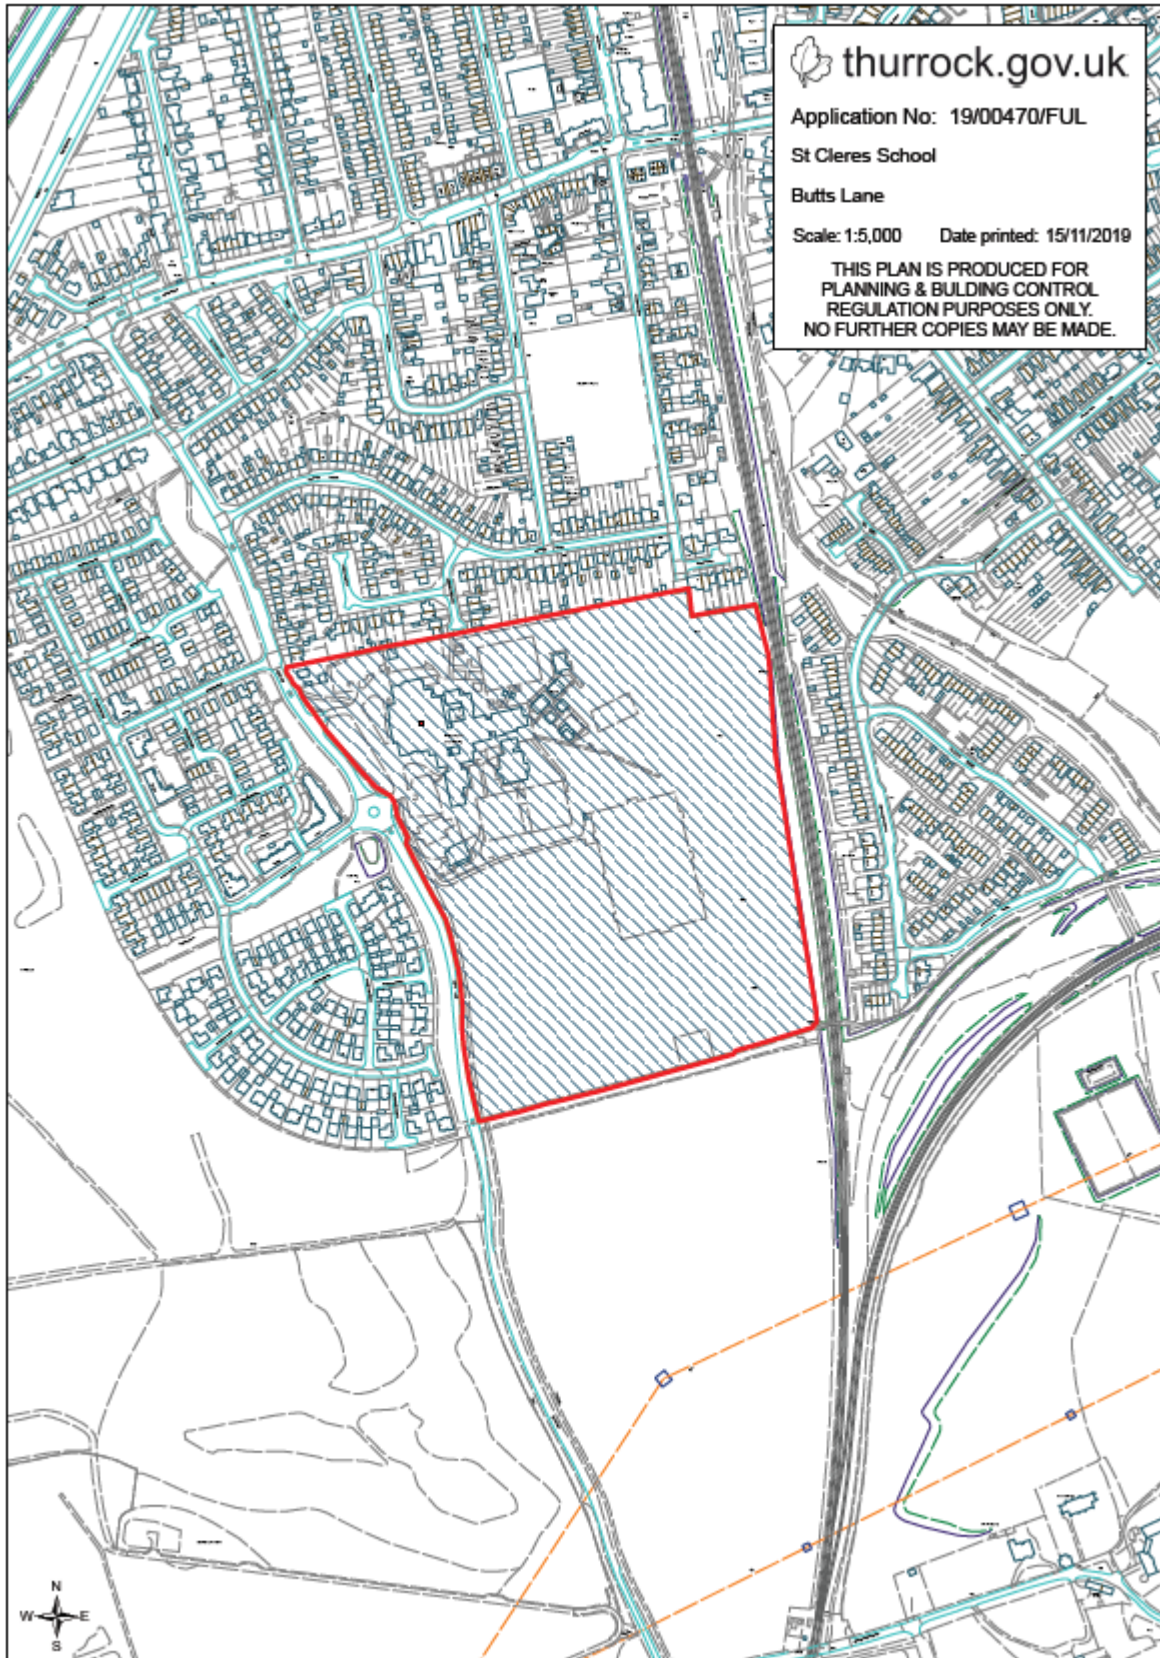 thurrock.gov.uk
Application No: 19/00470/FUL
St Cleres School
Butts Lane
Scale: 1:5,000 Date printed: 15/11/2019
THIS PLAN IS PRODUCED FOR
PLANNING & BULDING CONTROL
REGULATION PURPOSES ONLY.
NO FURTHER COPIES MAY BE MADE.
N
W E
S